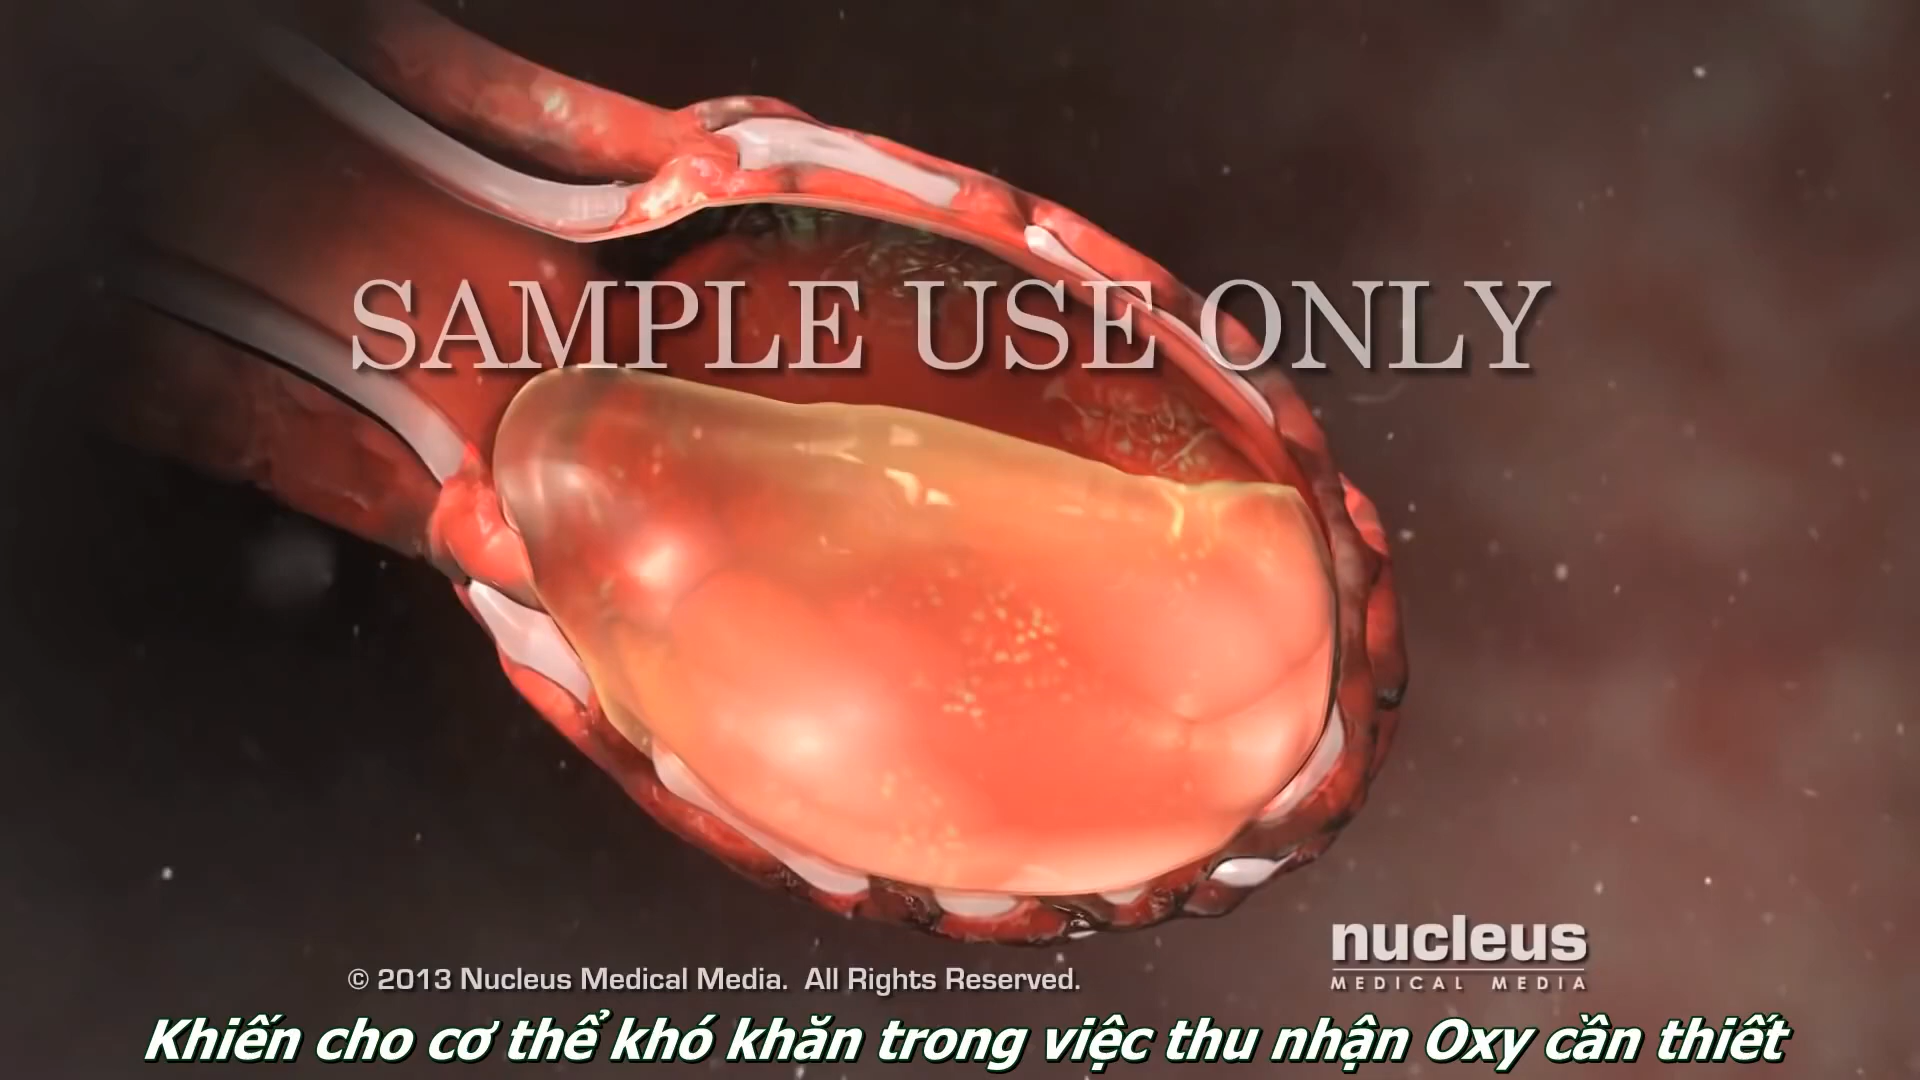 SAMPLE USE ONLY
nucleus
MEDICAL MEDIA
© 2013 Nucleus Medical Media. All Rights Reserved.
Khiến cho cơ thể khó khăn trong việc thu nhận Oxy cần thiết